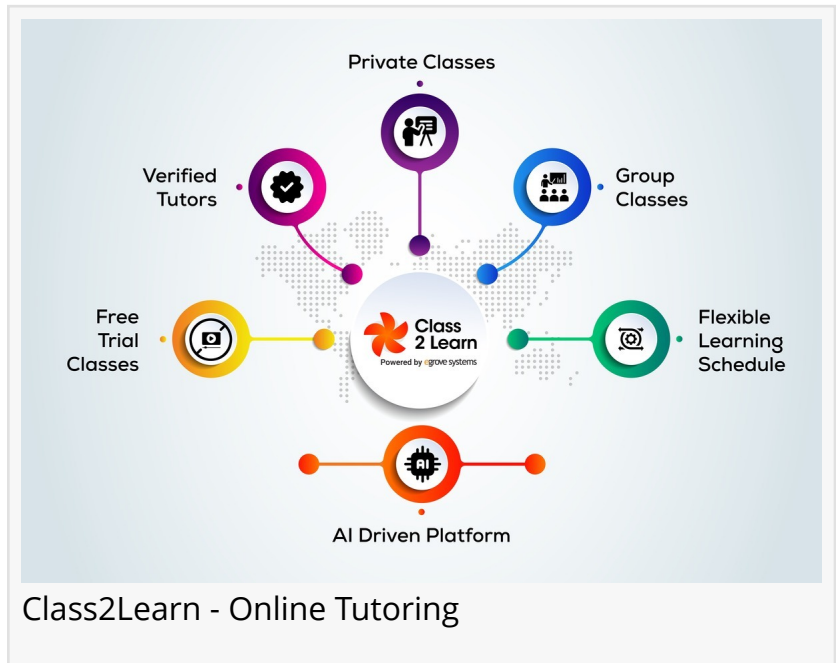 Private Classes
Verified
Tutors
Group
Classes
Free
Trial
Classes
Class
2 Learn
Powered by egrove systems
Flexible
Learning
Schedule
AI
AI Driven Platform
Class2Learn - Online Tutoring